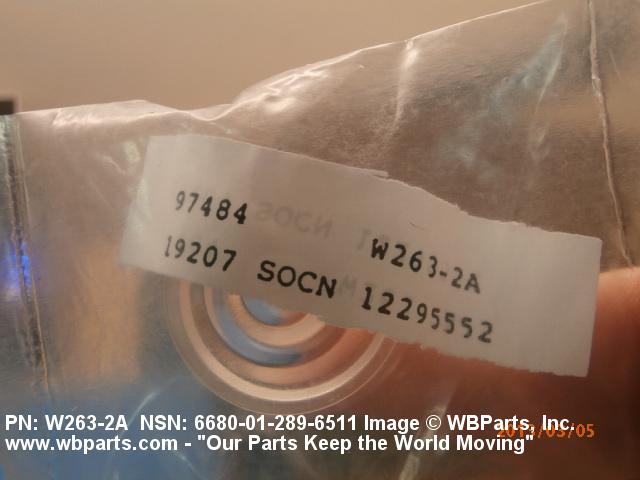 97484 W263-2A
19207 SOCN 12295552
PN: W263-2A NSN: 6680-01-289-6511 Image © WBParts, Inc.
www.wbparts.com - "Our Parts Keep the World Moving"